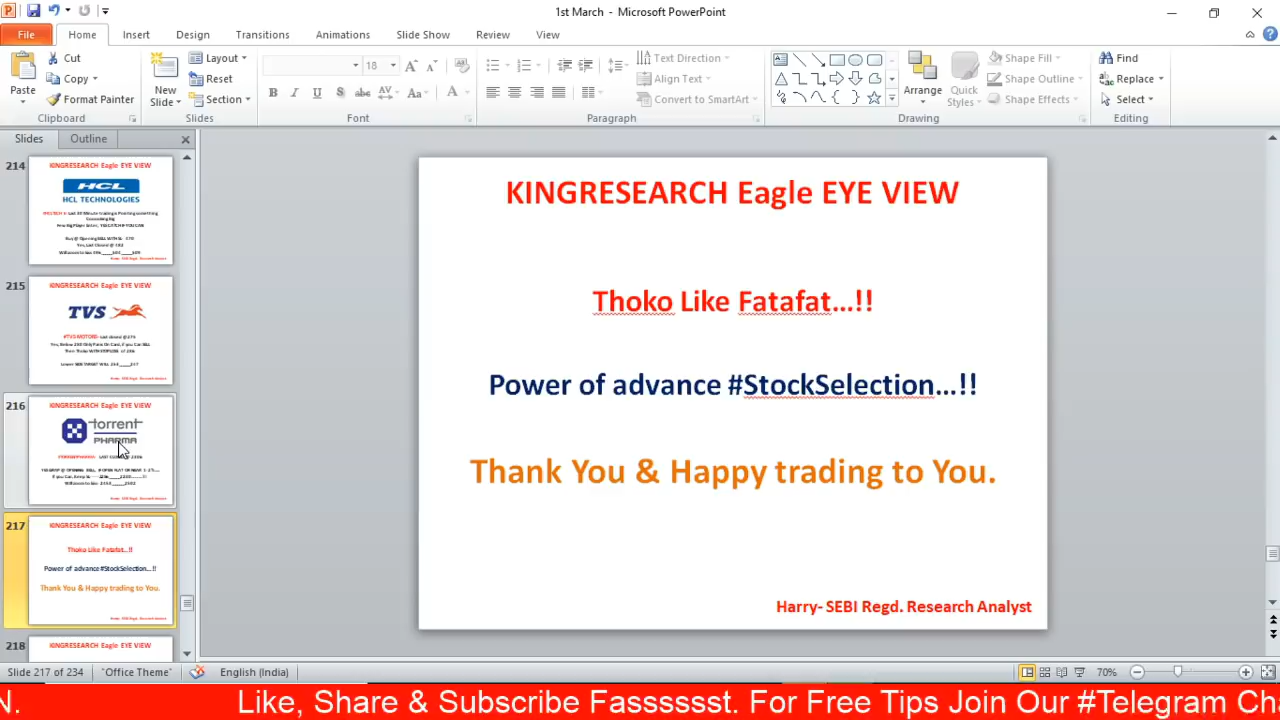 1st March - Microsoft PowerPoint
File Home Insert Design Transitions Animations Slide Show Review View
Paste
Cut
Copy
Format Painter
Clipboard
New Slide
Layout
Reset
Section
Slides
18
Font
Text Direction
Align Text
Convert to SmartArt
Paragraph
Arrange
Quick Styles
Shape Fill
Shape Outline
Shape Effects
Drawing
Find
Replace
Select
Editing
Slides Outline
214
KINGRESEARCH Eagle EYE VIEW
HCL
HCL TECHNOLOGIES
215
KINGRESEARCH Eagle EYE VIEW
TVS
216
KINGRESEARCH Eagle EYE VIEW
torrent
PHARMA
217
KINGRESEARCH Eagle EYE VIEW
Thoko Like Fatafat...!!
Power of advance #StockSelection...!!
Thank You & Happy trading to You.
218
KINGRESEARCH Eagle EYE VIEW
KINGRESEARCH Eagle EYE VIEW
Thoko Like Fatafat...!!
Power of advance #StockSelection...!!
Thank You & Happy trading to You.
Harry- SEBI Regd. Research Analyst
Slide 217 of 234 "Office Theme" English (India) 70%
N. Like, Share & Subscribe Fasssssst. For Free Tips Join Our #Telegram Cha